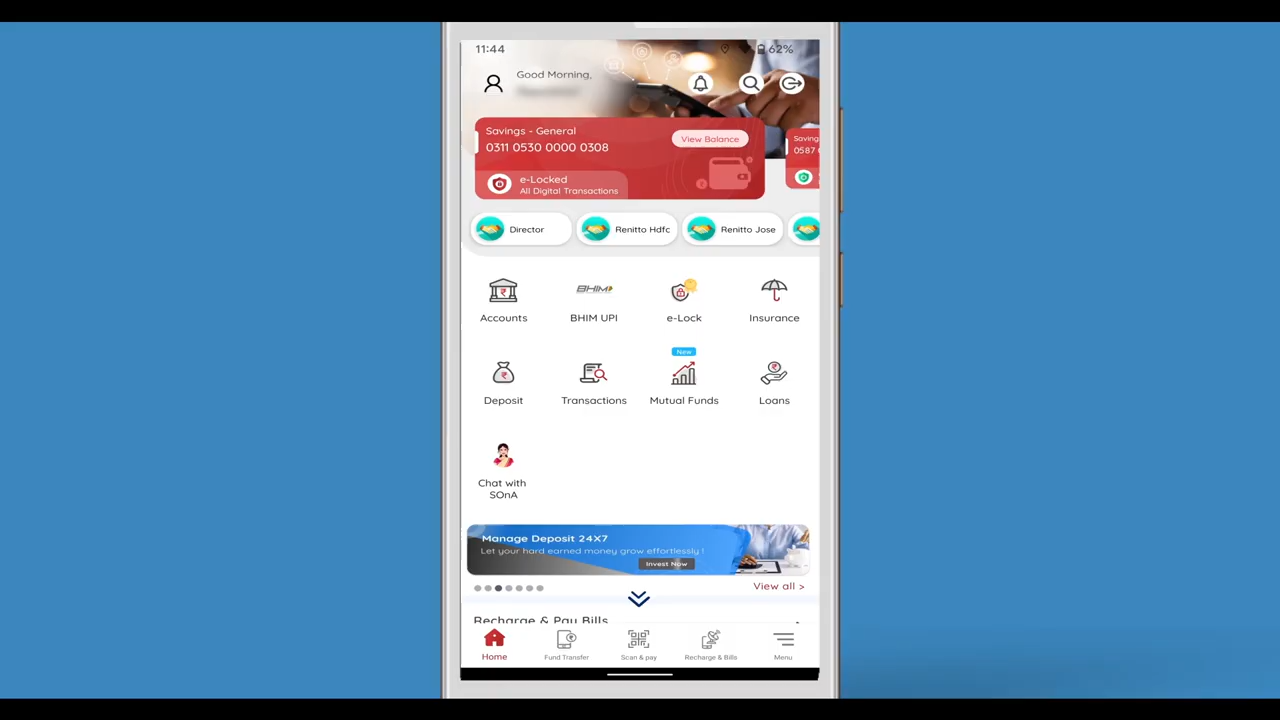 11:44
62%
Good Morning,
Savings - General
View Balance
0311 0530 0000 0308
e-Locked
All Digital Transactions
Saving
0587
Director
Renitto Hdfc
Renitto Jose
Accounts
BHIM UPI
e-Lock
Insurance
New
Deposit
Transactions
Mutual Funds
Loans
Chat with
SOnA
Manage Deposit 24X7
Let your hard earned money grow effortlessly !
Invest Now
View all >
Recharge & Pay Bills
Home
Fund Transfer
Scan & pay
Recharge & Bills
Menu